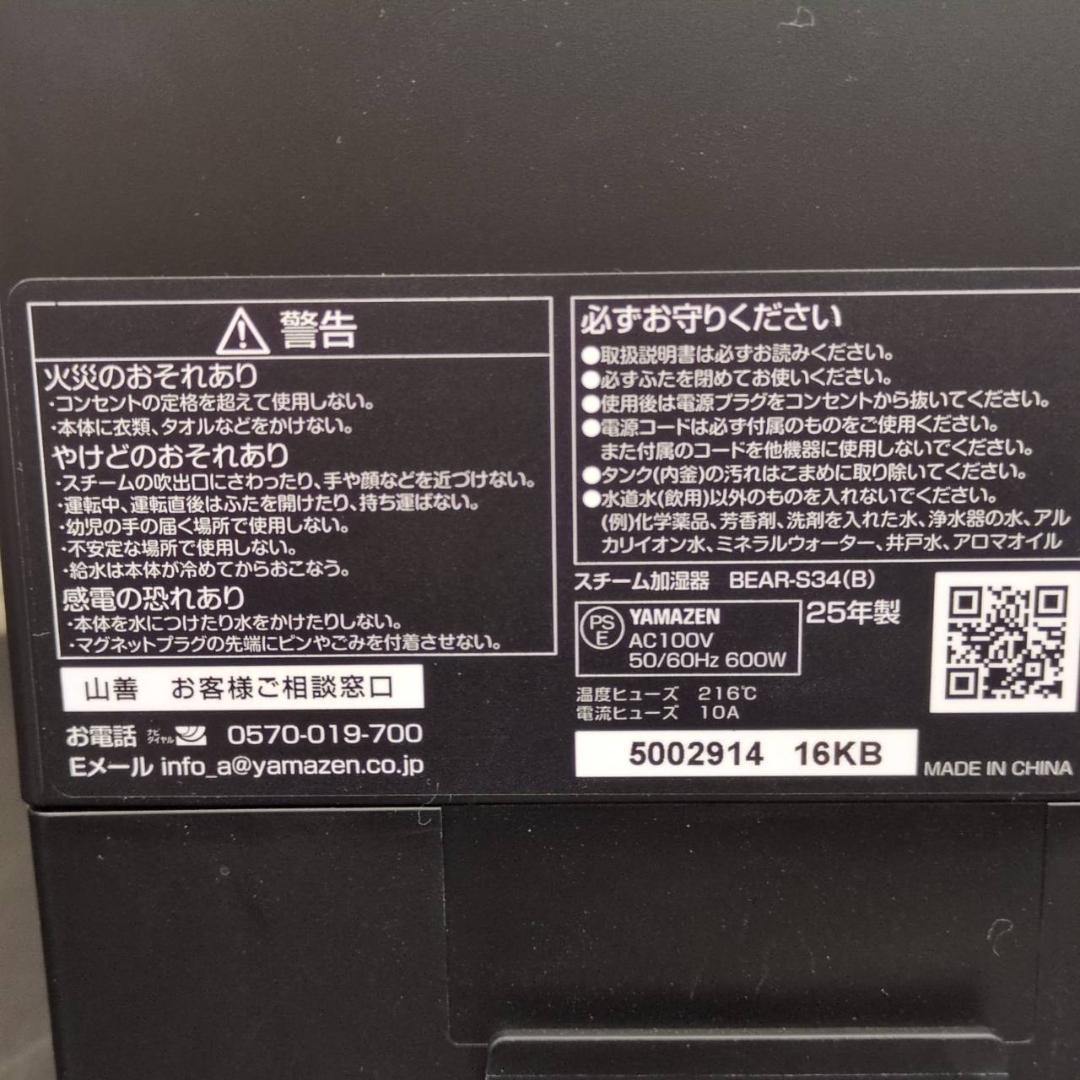 警告
火災のおそれあり
・コンセントの定格を超えて使用しない。
・本体に衣類、タオルなどをかけない。
やけどのおそれあり
・スチームの吹出口にさわったり、手や顔などを近づけない。
・運転中、運転直後はふたを開けたり、持ち運ばない。
・幼児の手の届く場所で使用しない。
・不安定な場所で使用しない。
・給水は本体が冷めてからおこなう。
感電の恐れあり
・本体を水につけたり水をかけたりしない。
・マグネットプラグの先端にピンやごみを付着させない。
山善 お客様ご相談窓口
お電話 ナビダイヤル 0570-019-700
Eメール info_a@yamazen.co.jp
必ずお守りください
●取扱説明書は必ずお読みください。
●必ずふたを閉めてお使いください。
●使用後は電源プラグをコンセントから抜いてください。
●電源コードは必ず付属のものをご使用ください。
また付属のコードを他機器に使用しないでください。
●タンク(内釜)の汚れはこまめに取り除いてください。
●水道水(飲用)以外のものを入れないでください。
(例)化学薬品、芳香剤、洗剤を入れた水、浄水器の水、アル
カリイオン水、ミネラルウォーター、井戸水、アロマオイル
スチーム加湿器 BEAR-S34(B)
PSE YAMAZEN
AC100V
50/60Hz 600W
25年製
温度ヒューズ 216℃
電流ヒューズ 10A
5002914 16KB
MADE IN CHINA